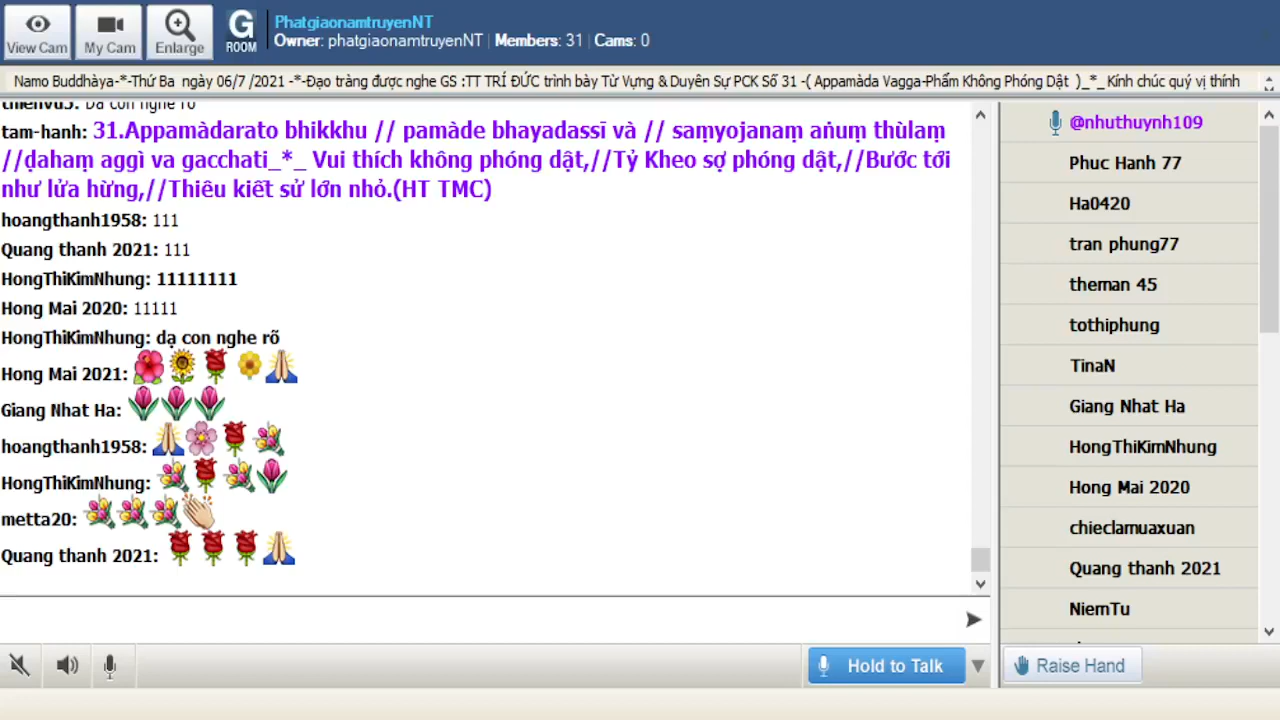 View Cam
My Cam
Enlarge
G
ROOM
PhatgiaonamtruyenNT
Owner: phatgiaonamtruyenNT | Members: 31 | Cams: 0
Namo Buddhàya-*-Thứ Ba ngày 06/7 /2021 -*-Đạo tràng được nghe GS :TT TRÍ ĐỨC trình bày Từ Vựng & Duyên Sự PCK Số 31 -( Appamàda Vagga-Phẩm Không Phóng Dật )_*_ Kính chúc quý vị thính
thienvu5: Dạ con nghe rõ
tam-hanh: 31.Appamàdarato bhikkhu // pamàde bhayadassī và // saṃyojanaṃ aṅuṃ thùlaṃ
//ḍahaṃ aggì va gacchati_*_ Vui thích không phóng dật,//Tỷ Kheo sợ phóng dật,//Bước tới
như lửa hừng,//Thiêu kiết sử lớn nhỏ.(HT TMC)
hoangthanh1958: 111
Quang thanh 2021: 111
HongThiKimNhung: 11111111
Hong Mai 2020: 11111
HongThiKimNhung: dạ con nghe rõ
Hong Mai 2021:
Giang Nhat Ha:
hoangthanh1958:
HongThiKimNhung:
metta20:
Quang thanh 2021:
Hold to Talk
@nhuthuynh109
Phuc Hanh 77
Ha0420
tran phung77
theman 45
tothiphung
TinaN
Giang Nhat Ha
HongThiKimNhung
Hong Mai 2020
chieclamuaxuan
Quang thanh 2021
NiemTu
Raise Hand